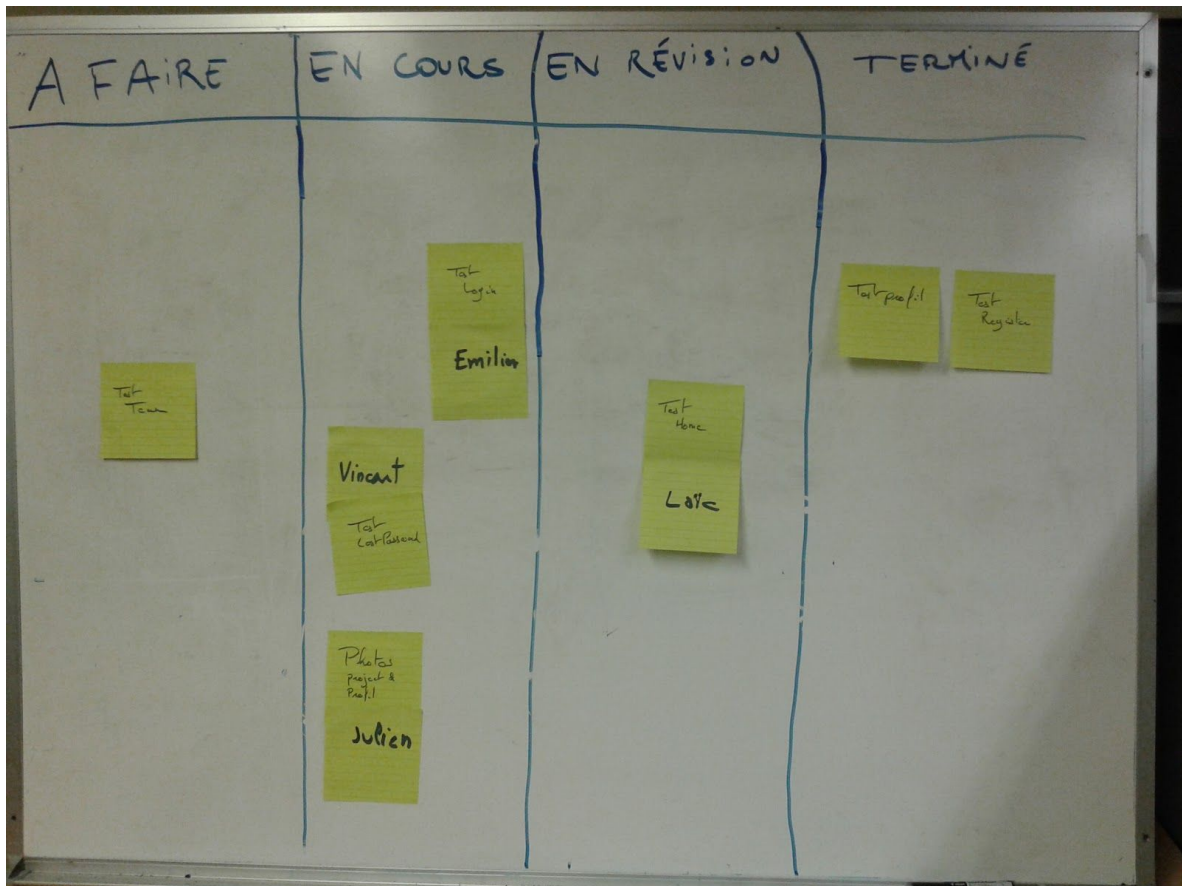 A FAIRE
EN COURS
EN RÉVISION
TERMINÉ
Test
Team
Test
Login
Emilien
Vincent
Test
LostPassword
Photos
project &
Profil
Julien
Test
Home
Loïc
Test profil
Test
Register